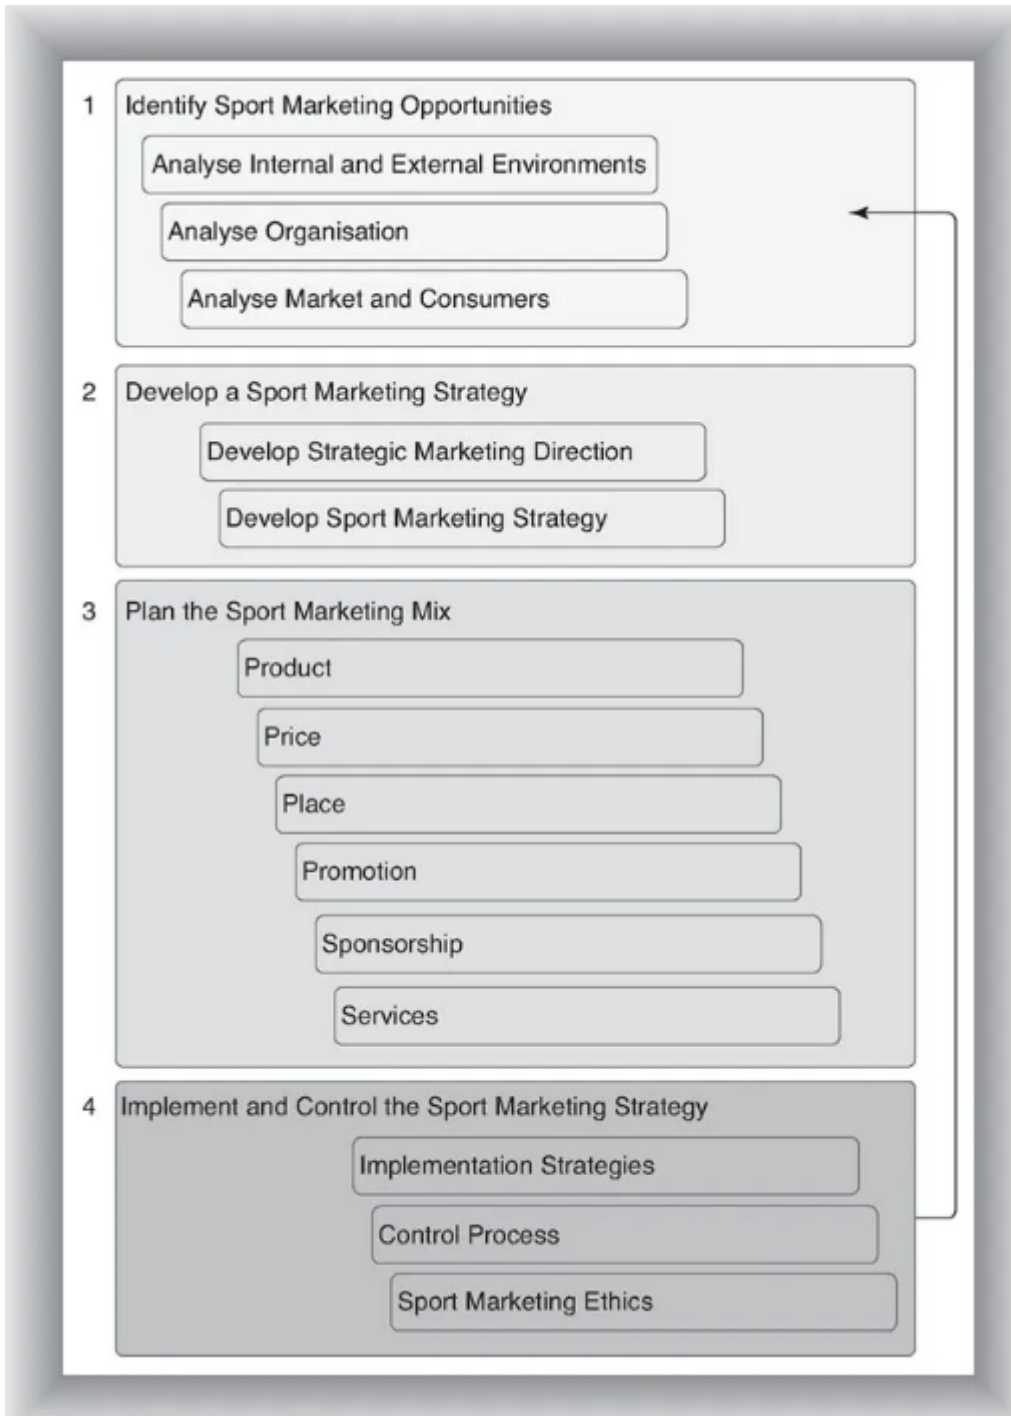 1 Identify Sport Marketing Opportunities
Analyse Internal and External Environments
Analyse Organisation
Analyse Market and Consumers
2 Develop a Sport Marketing Strategy
Develop Strategic Marketing Direction
Develop Sport Marketing Strategy
3 Plan the Sport Marketing Mix
Product
Price
Place
Promotion
Sponsorship
Services
4 Implement and Control the Sport Marketing Strategy
Implementation Strategies
Control Process
Sport Marketing Ethics